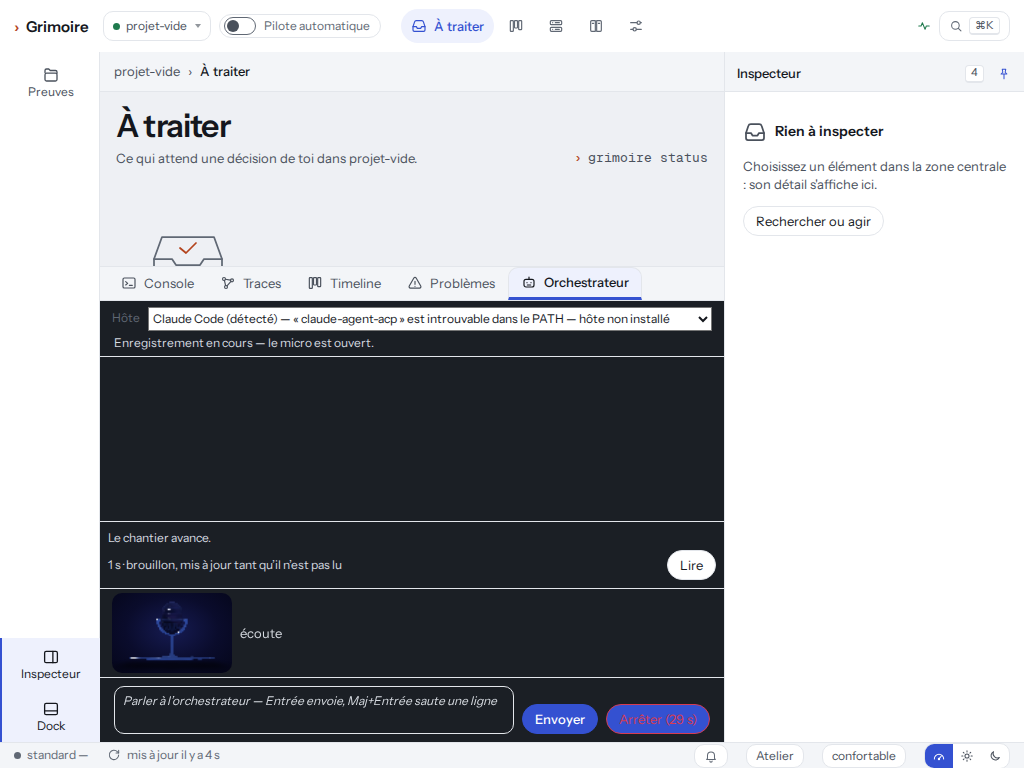 › Grimoire
projet-vide
Pilote automatique
À traiter
⌘K
Preuves
projet-vide › À traiter
À traiter
Ce qui attend une décision de toi dans projet-vide.
› grimoire status
Console
Traces
Timeline
Problèmes
Orchestrateur
Hôte
Claude Code (détecté) — « claude-agent-acp » est introuvable dans le PATH — hôte non installé
Enregistrement en cours — le micro est ouvert.
Le chantier avance.
1 s · brouillon, mis à jour tant qu'il n'est pas lu
Lire
écoute
Parler à l'orchestrateur — Entrée envoie, Maj+Entrée saute une ligne
Envoyer
Arrêter (29 s)
Inspecteur
4
Rien à inspecter
Choisissez un élément dans la zone centrale
: son détail s'affiche ici.
Rechercher ou agir
Inspecteur
Dock
standard —
mis à jour il y a 4 s
Atelier
confortable